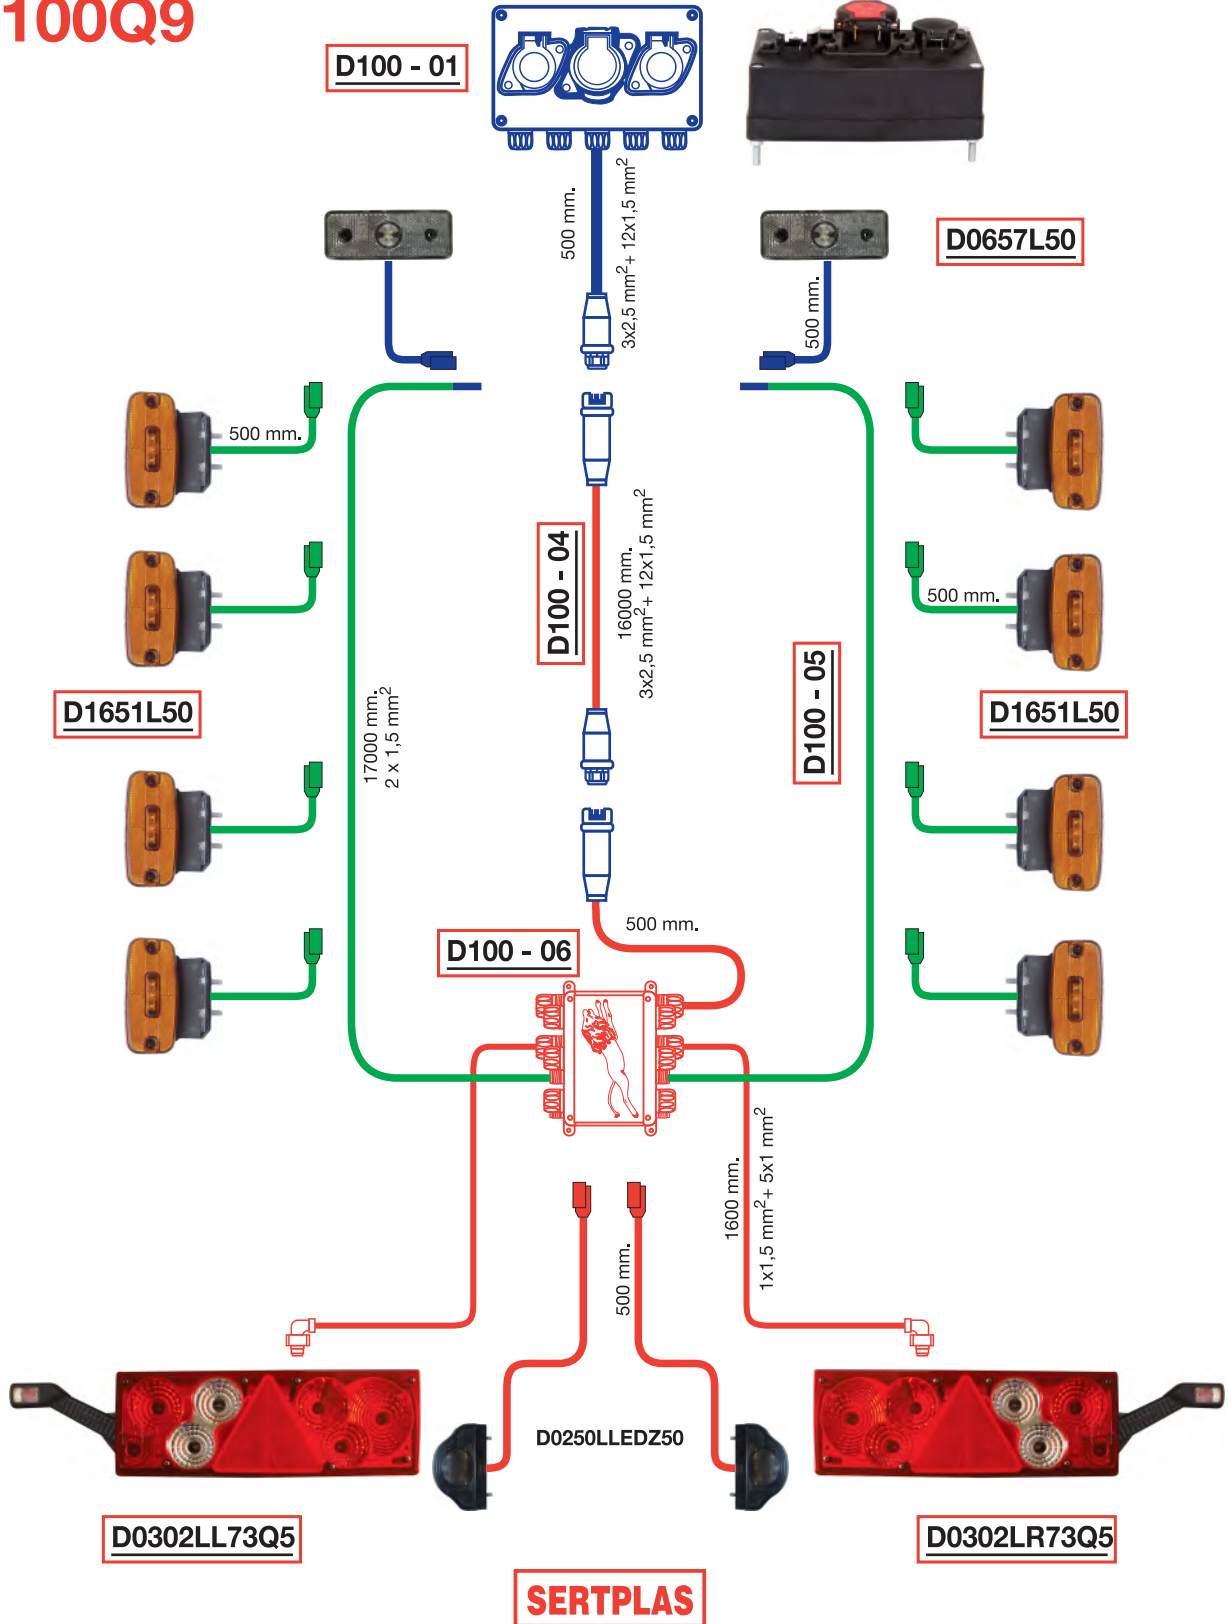 100Q9
D100 - 01
500 mm.
3x2,5 mm²+ 12x1,5 mm²
D0657L50
500 mm.
500 mm.
D100 - 04
16000 mm.
3x2,5 mm²+ 12x1,5 mm²
500 mm.
D1651L50
17000 mm.
2 x 1,5 mm²
D100 - 05
D1651L50
500 mm.
D100 - 06
1600 mm.
1x1,5 mm²+ 5x1 mm²
500 mm.
D0250LLEDZ50
D0302LL73Q5
D0302LR73Q5
SERTPLAS